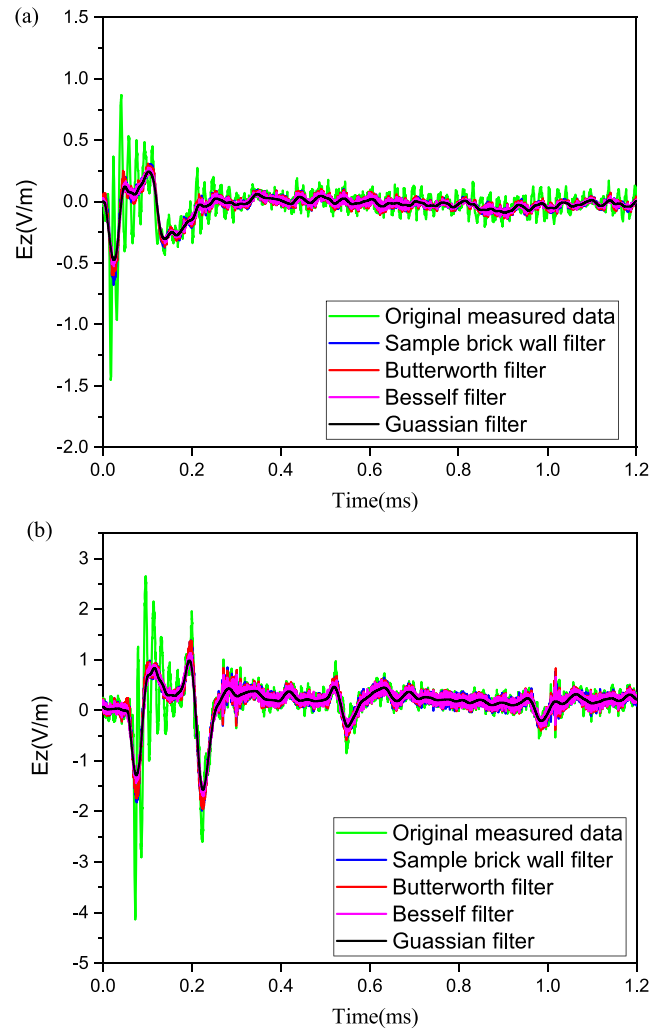 (a)
1.5
1.0
0.5
0.0
-0.5
-1.0
-1.5
-2.0
Ez(V/m)
Original measured data
Sample brick wall filter
Butterworth filter
Besself filter
Guassian filter
0.0 0.2 0.4 0.6 0.8 1.0 1.2
Time(ms)
(b)
3
2
1
0
-1
-2
-3
-4
-5
Ez(V/m)
Original measured data
Sample brick wall filter
Butterworth filter
Besself filter
Guassian filter
0.0 0.2 0.4 0.6 0.8 1.0 1.2
Time(ms)